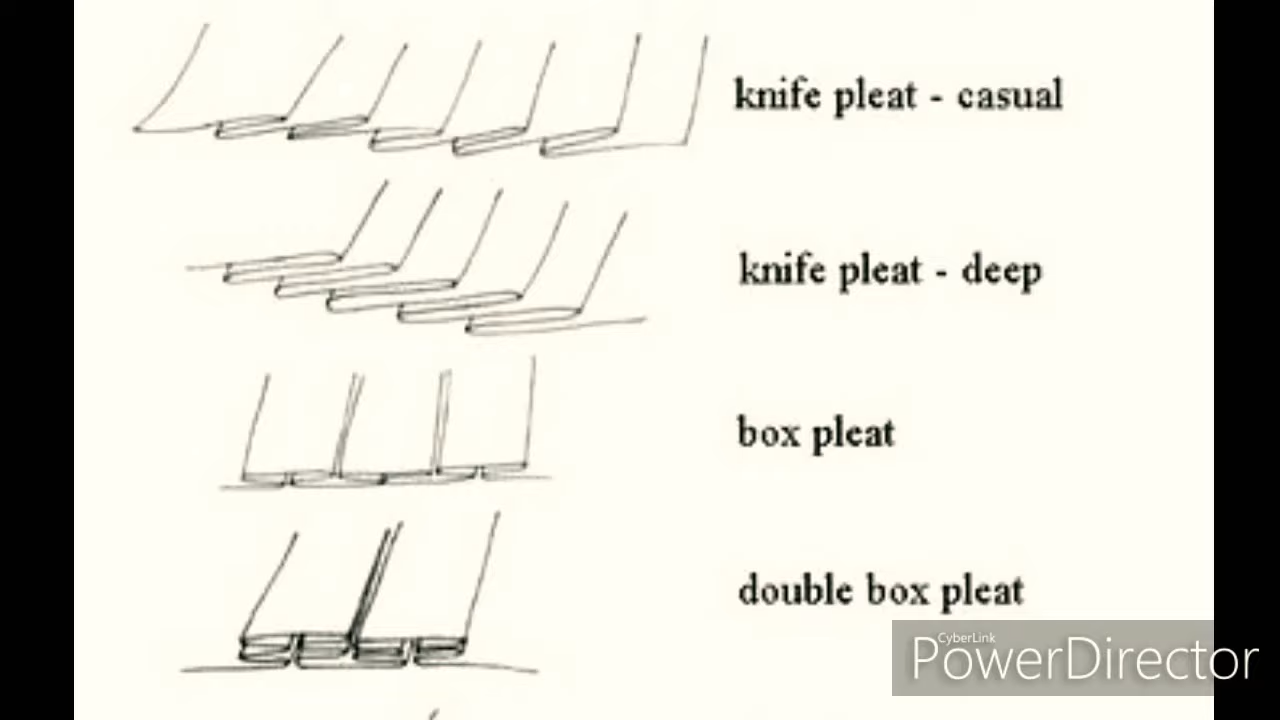 knife pleat - casual
knife pleat - deep
box pleat
double box pleat
CyberLink
PowerDirector